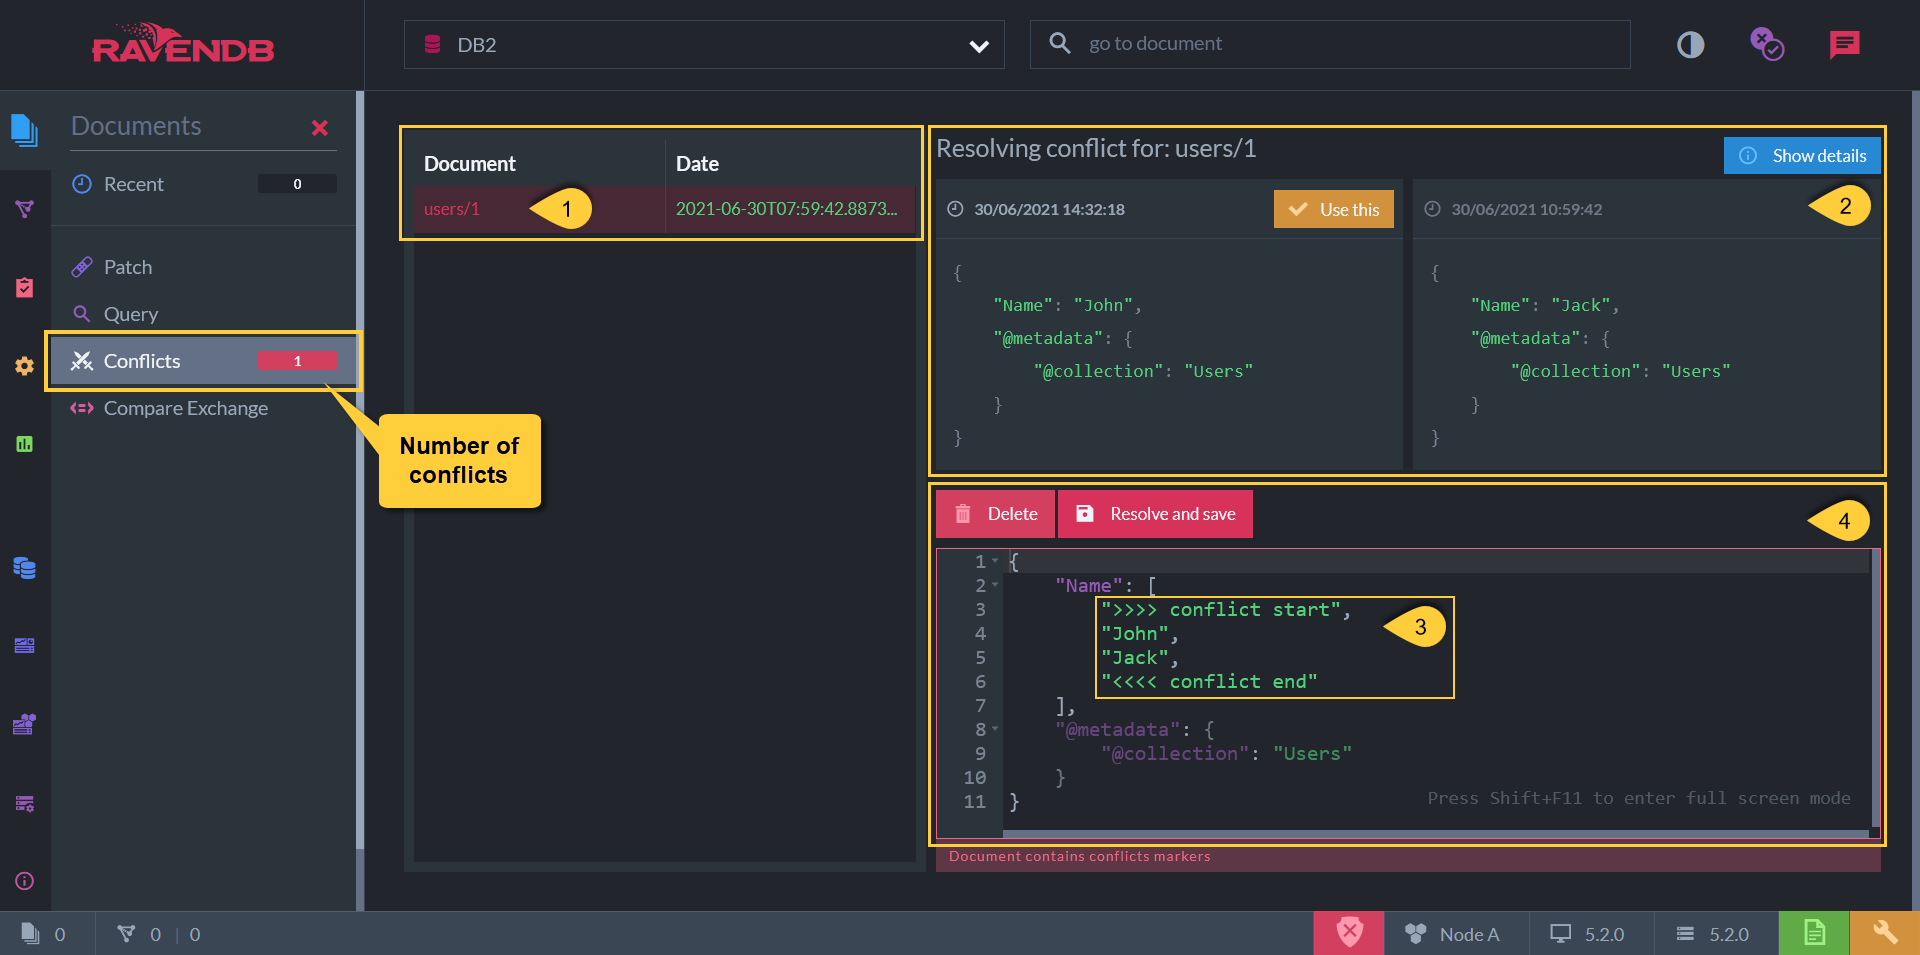 RAVENDB
DB2
go to document
Documents
Recent 0
Patch
Query
Conflicts 1
Compare Exchange
Number of
conflicts
Document Date
users/1 2021-06-30T07:59:42.8873...
1
Resolving conflict for: users/1
Show details
30/06/2021 14:32:18
Use this
{
"Name": "John",
"@metadata": {
"@collection": "Users"
}
}
30/06/2021 10:59:42
2
{
"Name": "Jack",
"@metadata": {
"@collection": "Users"
}
}
Delete
Resolve and save
4
1 {
2 "Name": [
3 ">>>> conflict start",
4 "John",
5 "Jack",
6 "<<<< conflict end"
7 ],
8 "@metadata": {
9 "@collection": "Users"
10 }
11 }
3
Press Shift+F11 to enter full screen mode
Document contains conflicts markers
0
0 | 0
Node A
5.2.0
5.2.0